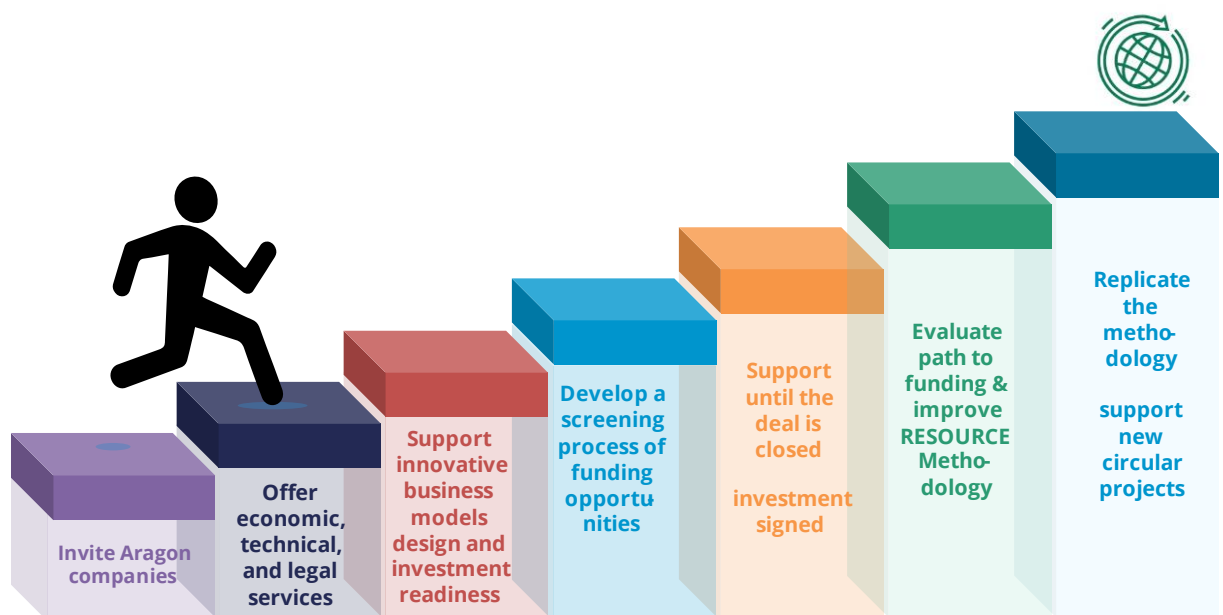 Invite Aragon
companies
Offer
economic,
technical,
and legal
services
Support
innovative
business
models
design and
investment
readiness
Develop a
screening
process of
funding
opportu-
nities
Support
until the
deal is
closed
investment
signed
Evaluate
path to
funding &
improve
RESOURCE
Metho-
dology
Replicate
the
metho-
dology
support
new
circular
projects